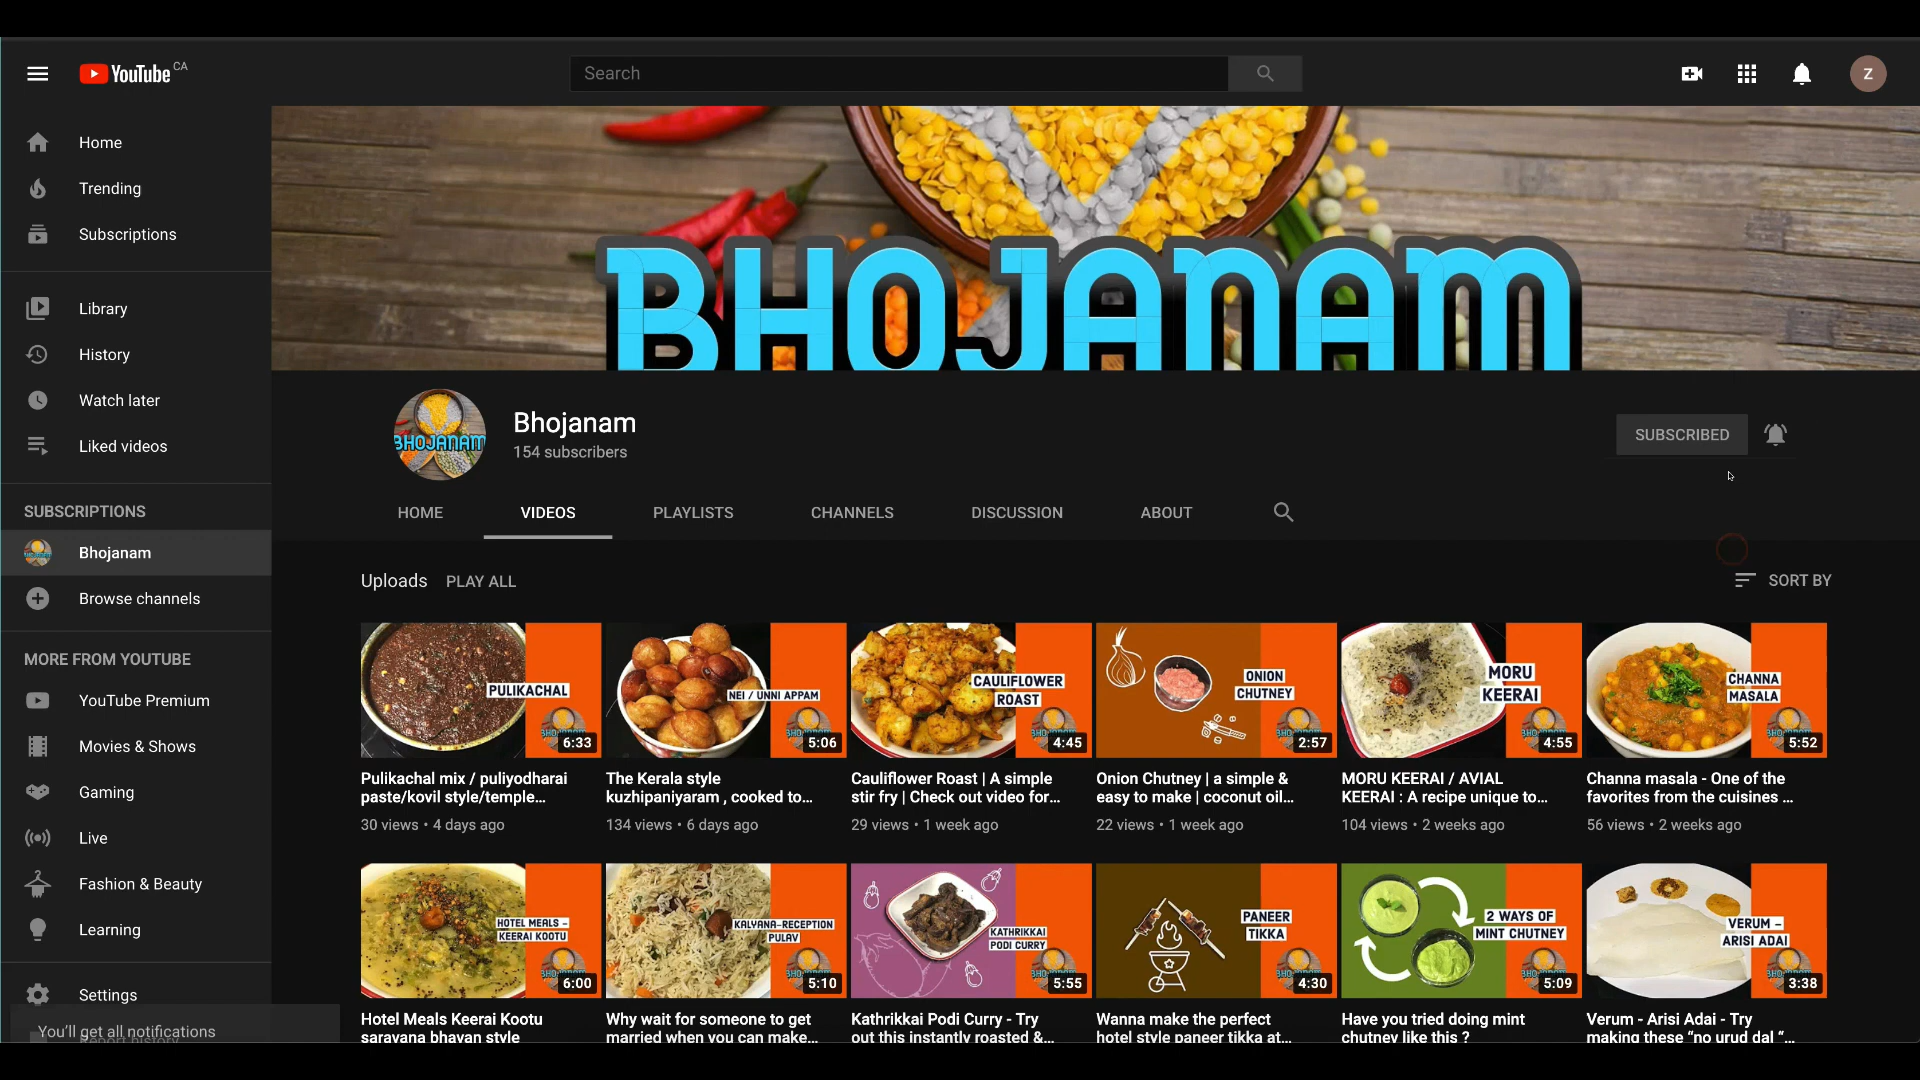 YouTube CA
Search
Z
Home
Trending
Subscriptions
Library
History
Watch later
Liked videos
SUBSCRIPTIONS
Bhojanam
Browse channels
MORE FROM YOUTUBE
YouTube Premium
Movies & Shows
Gaming
Live
Fashion & Beauty
Learning
Settings
You'll get all notifications
Report history
BHOJANAM
BHOJANAM
Bhojanam
154 subscribers
SUBSCRIBED
HOME VIDEOS PLAYLISTS CHANNELS DISCUSSION ABOUT
Uploads PLAY ALL
SORT BY
PULIKACHAL
6:33
Pulikachal mix / puliyodharai
paste/kovil style/temple...
30 views • 4 days ago
NEI / UNNI APPAM
5:06
The Kerala style
kuzhipaniyaram , cooked to...
134 views • 6 days ago
CAULIFLOWER
ROAST
4:45
Cauliflower Roast | A simple
stir fry | Check out video for...
29 views • 1 week ago
ONION
CHUTNEY
2:57
Onion Chutney | a simple &
easy to make | coconut oil...
22 views • 1 week ago
MORU
KEERAI
4:55
MORU KEERAI / AVIAL
KEERAI : A recipe unique to...
104 views • 2 weeks ago
CHANNA
MASALA
5:52
Channa masala - One of the
favorites from the cuisines ...
56 views • 2 weeks ago
HOTEL MEALS -
KEERAI KOOTU
6:00
Hotel Meals Keerai Kootu
saravana bhavan style
KALYANA-RECEPTION
PULAV
5:10
Why wait for someone to get
married when you can make...
KATHRIKKAI
PODI CURRY
5:55
Kathrikkai Podi Curry - Try
out this instantly roasted &...
PANEER
TIKKA
4:30
Wanna make the perfect
hotel style paneer tikka at...
2 WAYS OF
MINT CHUTNEY
5:09
Have you tried doing mint
chutney like this ?
VERUM -
ARISI ADAI
3:38
Verum - Arisi Adai - Try
making these “no urud dal “...